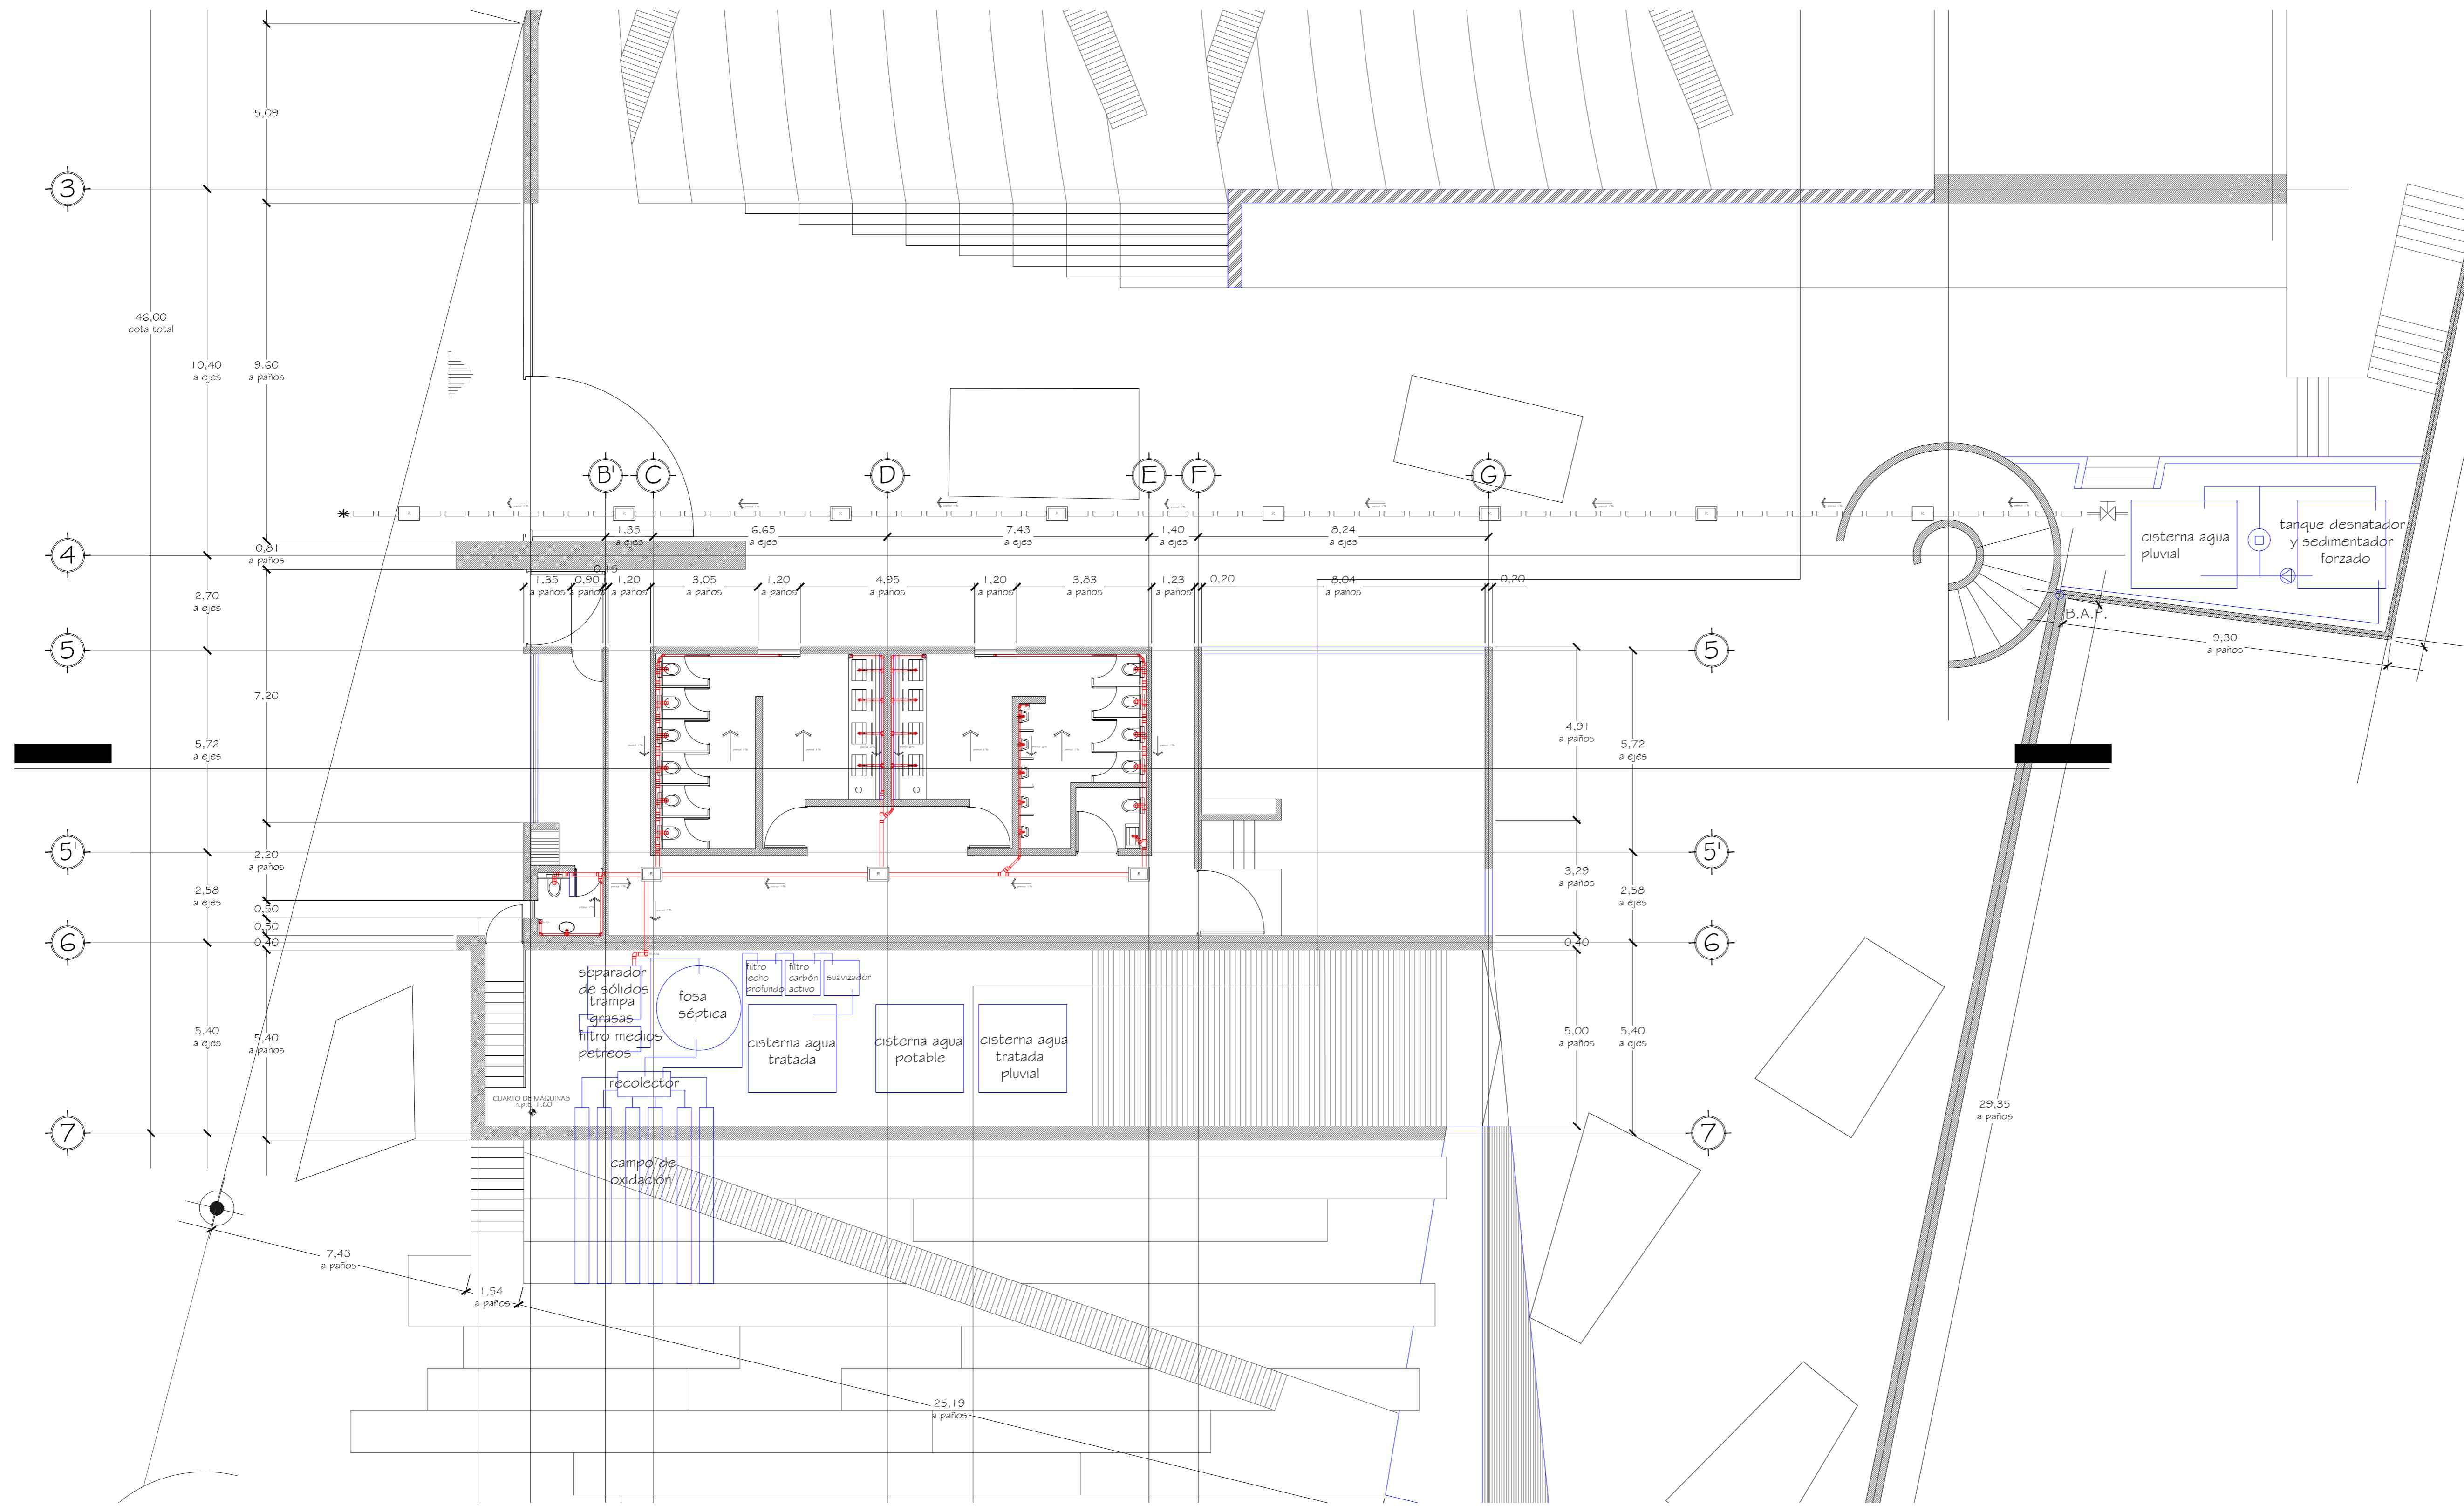 5,09
3
46,00
cota total
10,40
a ejes
9,60
a paños
B'
C
D
E
F
G
R
R
R
R
R
R
R
R
cisterna agua
pluvial
tanque desnatador
y sedimentador
forzado
B.A.P.
9,30
a paños
4
0,81
a paños
1,35
a ejes
6,65
a ejes
7,43
a ejes
1,40
a ejes
8,24
a ejes
0,15
1,35
a paños
0,90
a paños
1,20
a paños
3,05
a paños
1,20
a paños
4,95
a paños
1,20
a paños
3,83
a paños
1,23
a paños
0,20
8,04
a paños
0,20
2,70
a ejes
5
5
7,20
5,72
a ejes
4,91
a paños
5,72
a ejes
5'
5'
2,20
a paños
2,58
a ejes
R
R
R
3,29
a paños
2,58
a ejes
0,50
0,50
0,40
6
0,40
6
separador
de sólidos
trampa
grasas
filtro medios
petreos
fosa
séptica
filtro
lecho
profundo
filtro
carbón
activo
suavizador
cisterna agua
tratada
cisterna agua
potable
cisterna agua
tratada
pluvial
recolector
5,40
a ejes
5,40
a paños
5,00
a paños
5,40
a ejes
CUARTO DE MÁQUINAS
n.p.t.-1.60
7
7
campo de
oxidación
29,35
a paños
7,43
a paños
1,54
a paños
25,19
a paños